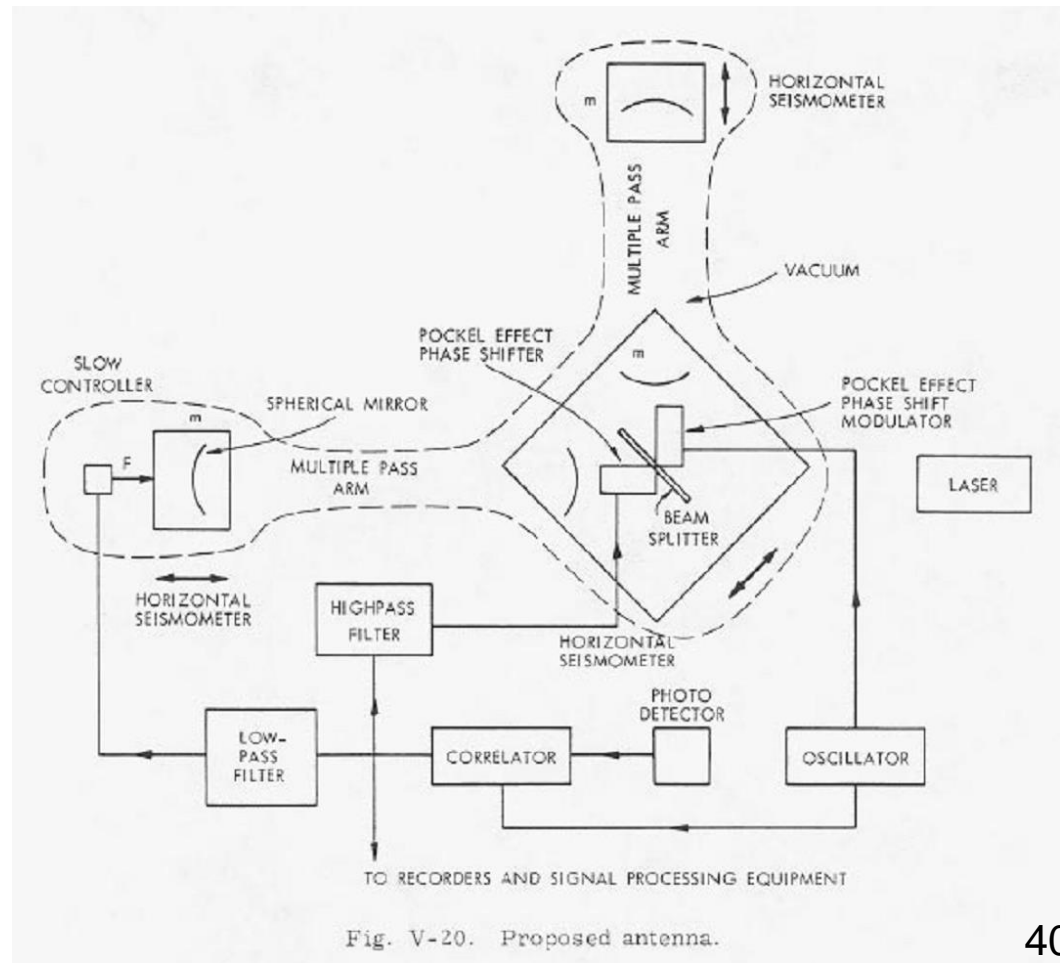 HORIZONTAL
SEISMOMETER
m
MULTIPLE PASS
ARM
VACUUM
POCKEL EFFECT
PHASE SHIFTER
m
SLOW
CONTROLLER
POCKEL EFFECT
PHASE SHIFT
MODULATOR
SPHERICAL MIRROR
m
F
MULTIPLE PASS
ARM
LASER
BEAM
SPLITTER
HORIZONTAL
SEISMOMETER
HIGHPASS
FILTER
HORIZONTAL
SEISMOMETER
PHOTO
DETECTOR
LOW-
PASS
FILTER
CORRELATOR
OSCILLATOR
TO RECORDERS AND SIGNAL PROCESSING EQUIPMENT
Fig. V-20. Proposed antenna.
40